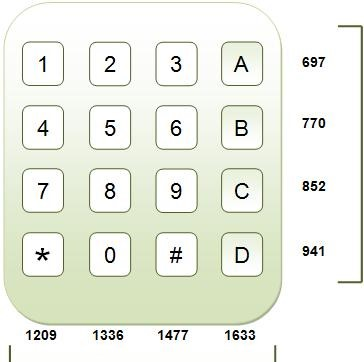 1 2 3 A 697
4 5 6 B 770
7 8 9 C 852
* 0 # D 941
1209 1336 1477 1633